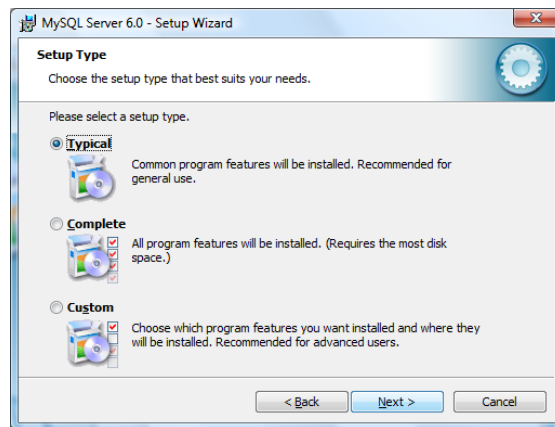 MySQL Server 6.0 - Setup Wizard
Setup Type
Choose the setup type that best suits your needs.
Please select a setup type.
Typical
Common program features will be installed. Recommended for
general use.
Complete
All program features will be installed. (Requires the most disk
space.)
Custom
Choose which program features you want installed and where they
will be installed. Recommended for advanced users.
< Back
Next >
Cancel